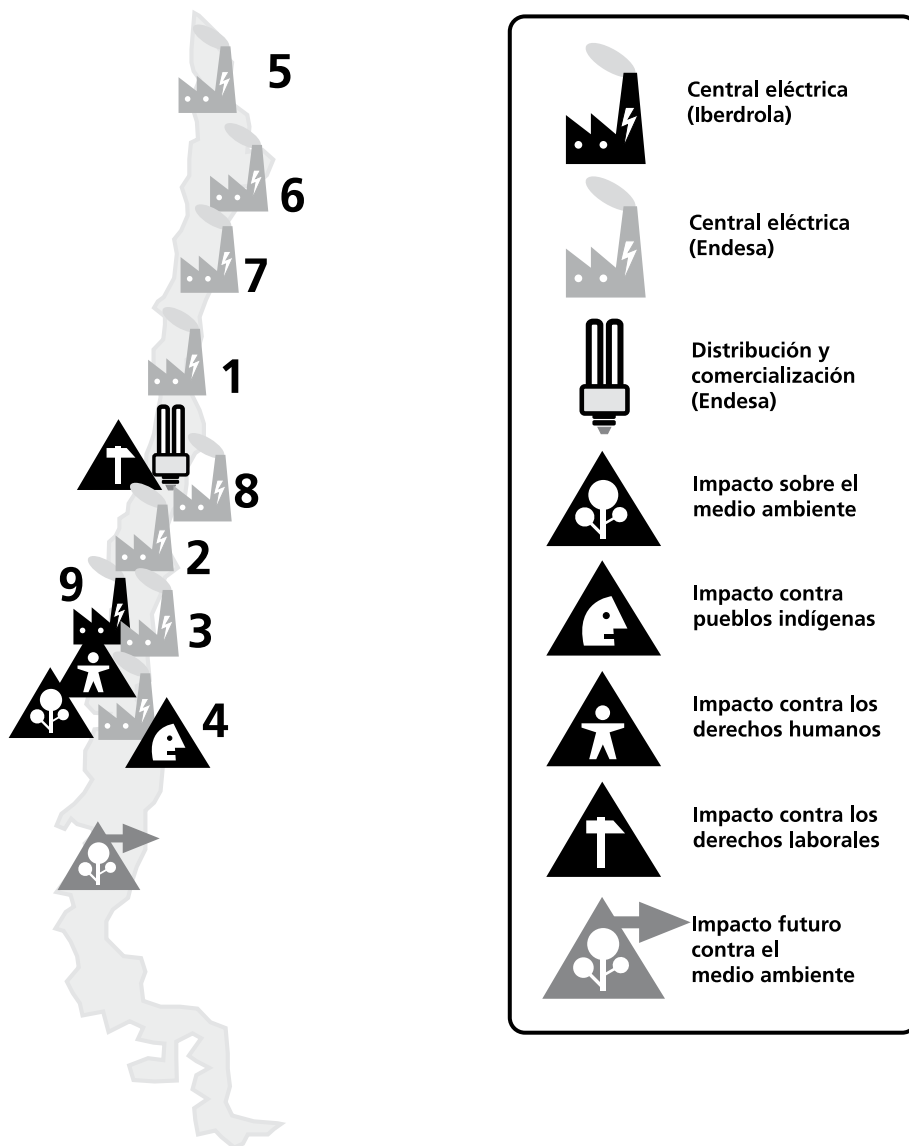 5
6
7
1
8
2
9
3
4
Central eléctrica
(Iberdrola)
Central eléctrica
(Endesa)
Distribución y
comercialización
(Endesa)
Impacto sobre el
medio ambiente
Impacto contra
pueblos indígenas
Impacto contra los
derechos humanos
Impacto contra los
derechos laborales
Impacto futuro
contra el
medio ambiente